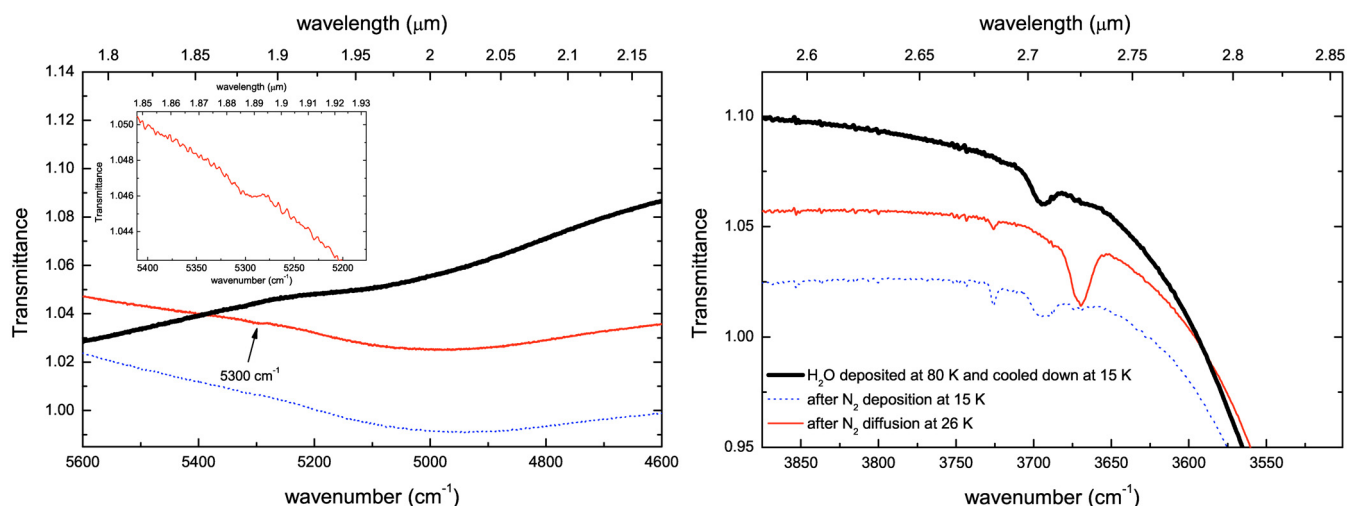 wavelength (μm)
1.8 1.85 1.9 1.95 2 2.05 2.1 2.15
1.14
1.12
1.10
1.08
1.06
1.04
1.02
1.00
Transmittance
wavelength (μm)
1.85 1.86 1.87 1.88 1.89 1.9 1.91 1.92 1.93
1.050
1.048
1.046
1.044
Transmittance
5400 5350 5300 5250 5200
wavenumber (cm⁻¹)
5300 cm⁻¹
5600 5400 5200 5000 4800 4600
wavenumber (cm⁻¹)
wavelength (μm)
2.6 2.65 2.7 2.75 2.8 2.85
1.10
1.05
1.00
0.95
Transmittance
H₂O deposited at 80 K and cooled down at 15 K
after N₂ deposition at 15 K
after N₂ diffusion at 26 K
3850 3800 3750 3700 3650 3600 3550
wavenumber (cm⁻¹)